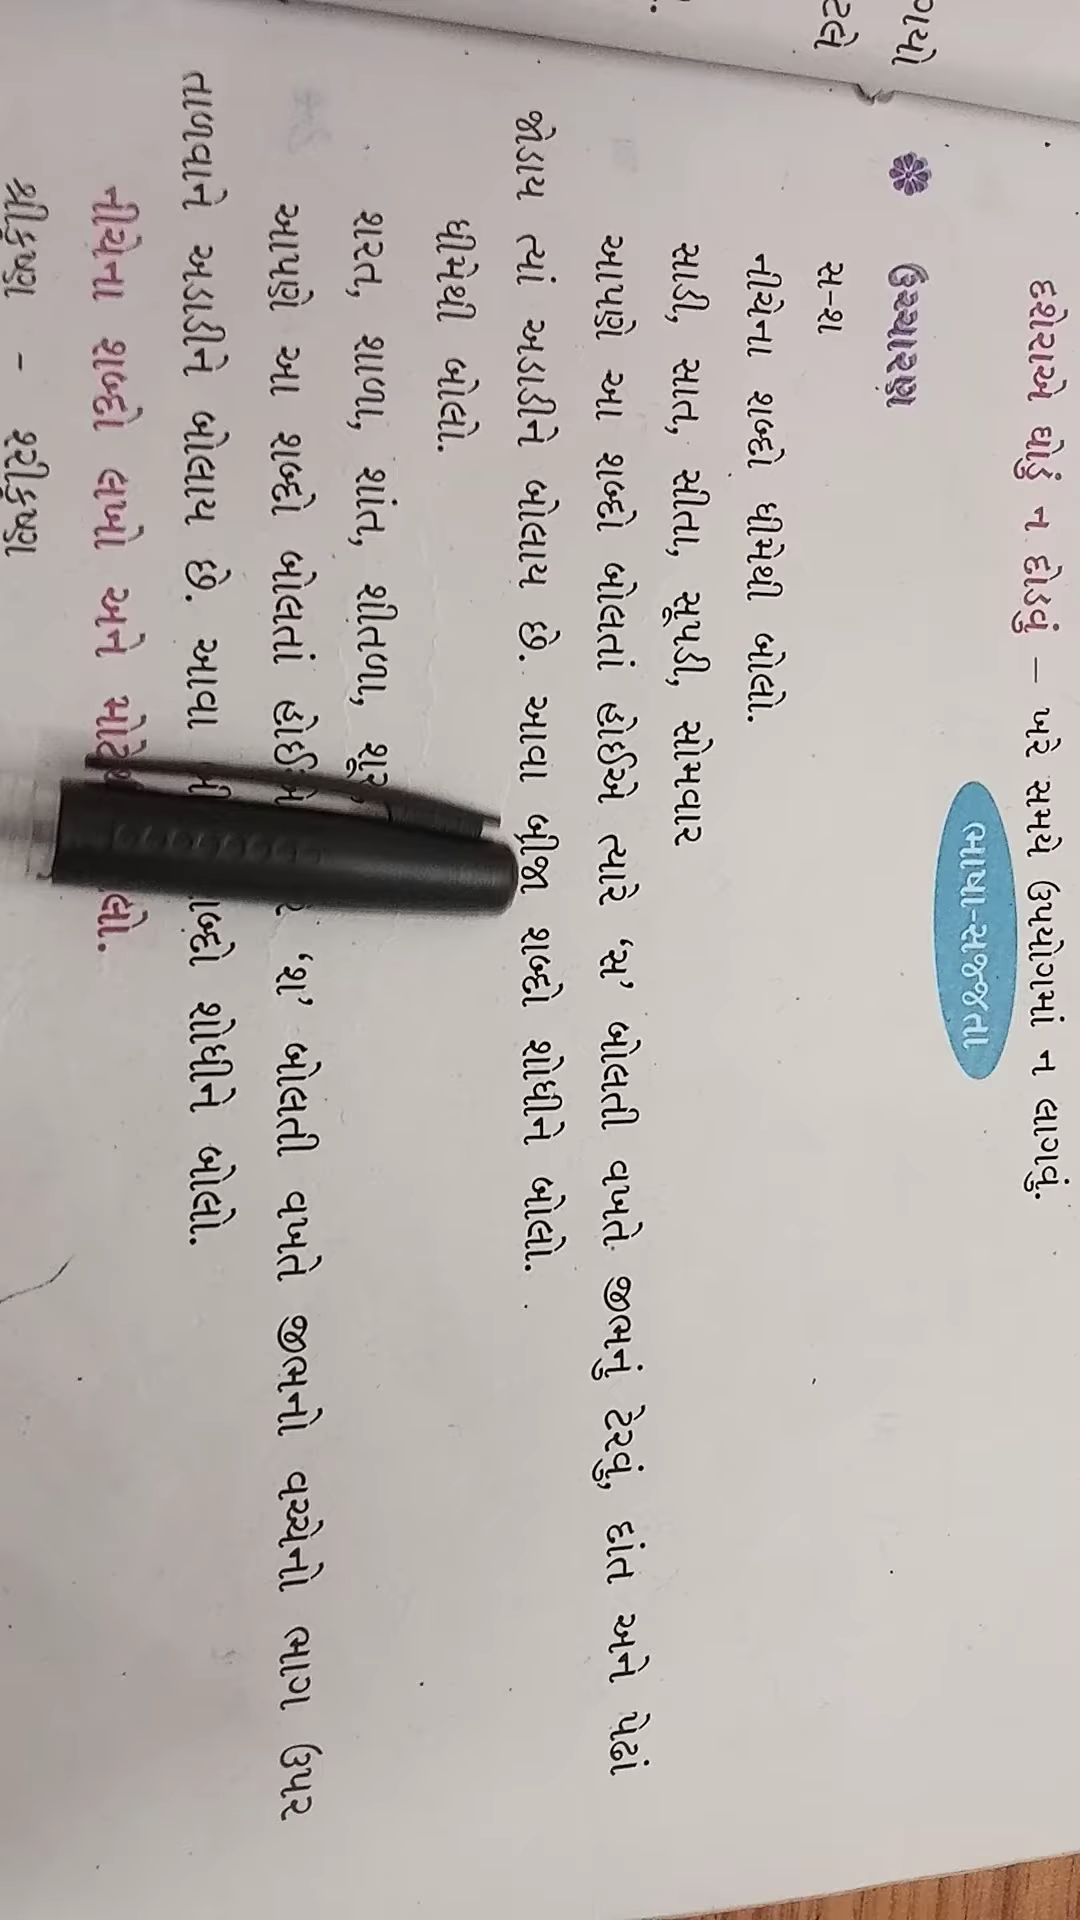 દશેરાએ ઘોડું ન દોડવું – ખરે સમયે ઉપયોગમાં ન લાગવું.
ભાષા-સજ્જતા
ઉચ્ચારણ
સ-શ
નીચેના શબ્દો ધીમેથી બોલો.
સાડી, સાત, સીતા, સૂપડી, સોમવાર
આપણે આ શબ્દો બોલતાં હોઈએ ત્યારે ‘સ’ બોલતી વખતે જીભનું ટેરવું, દાંત અને પેઢાં
જોડાય ત્યાં અડાડીને બોલાય છે. આવા બીજા શબ્દો શોધીને બોલો.
ધીમેથી બોલો.
શરત, શાળા, શાંત, શીતળા,
આપણે આ શબ્દો બોલતાં ‘શ’ બોલતી વખતે જીભનો વચ્ચેનો ભાગ ઉપર
તાળવાને અડાડીને બોલાય છે. આવા શોધીને બોલો.
નીચેના શબ્દો લખો અને
શ્રીકૃષ્ણ – શ્રીકૃષ્ણ